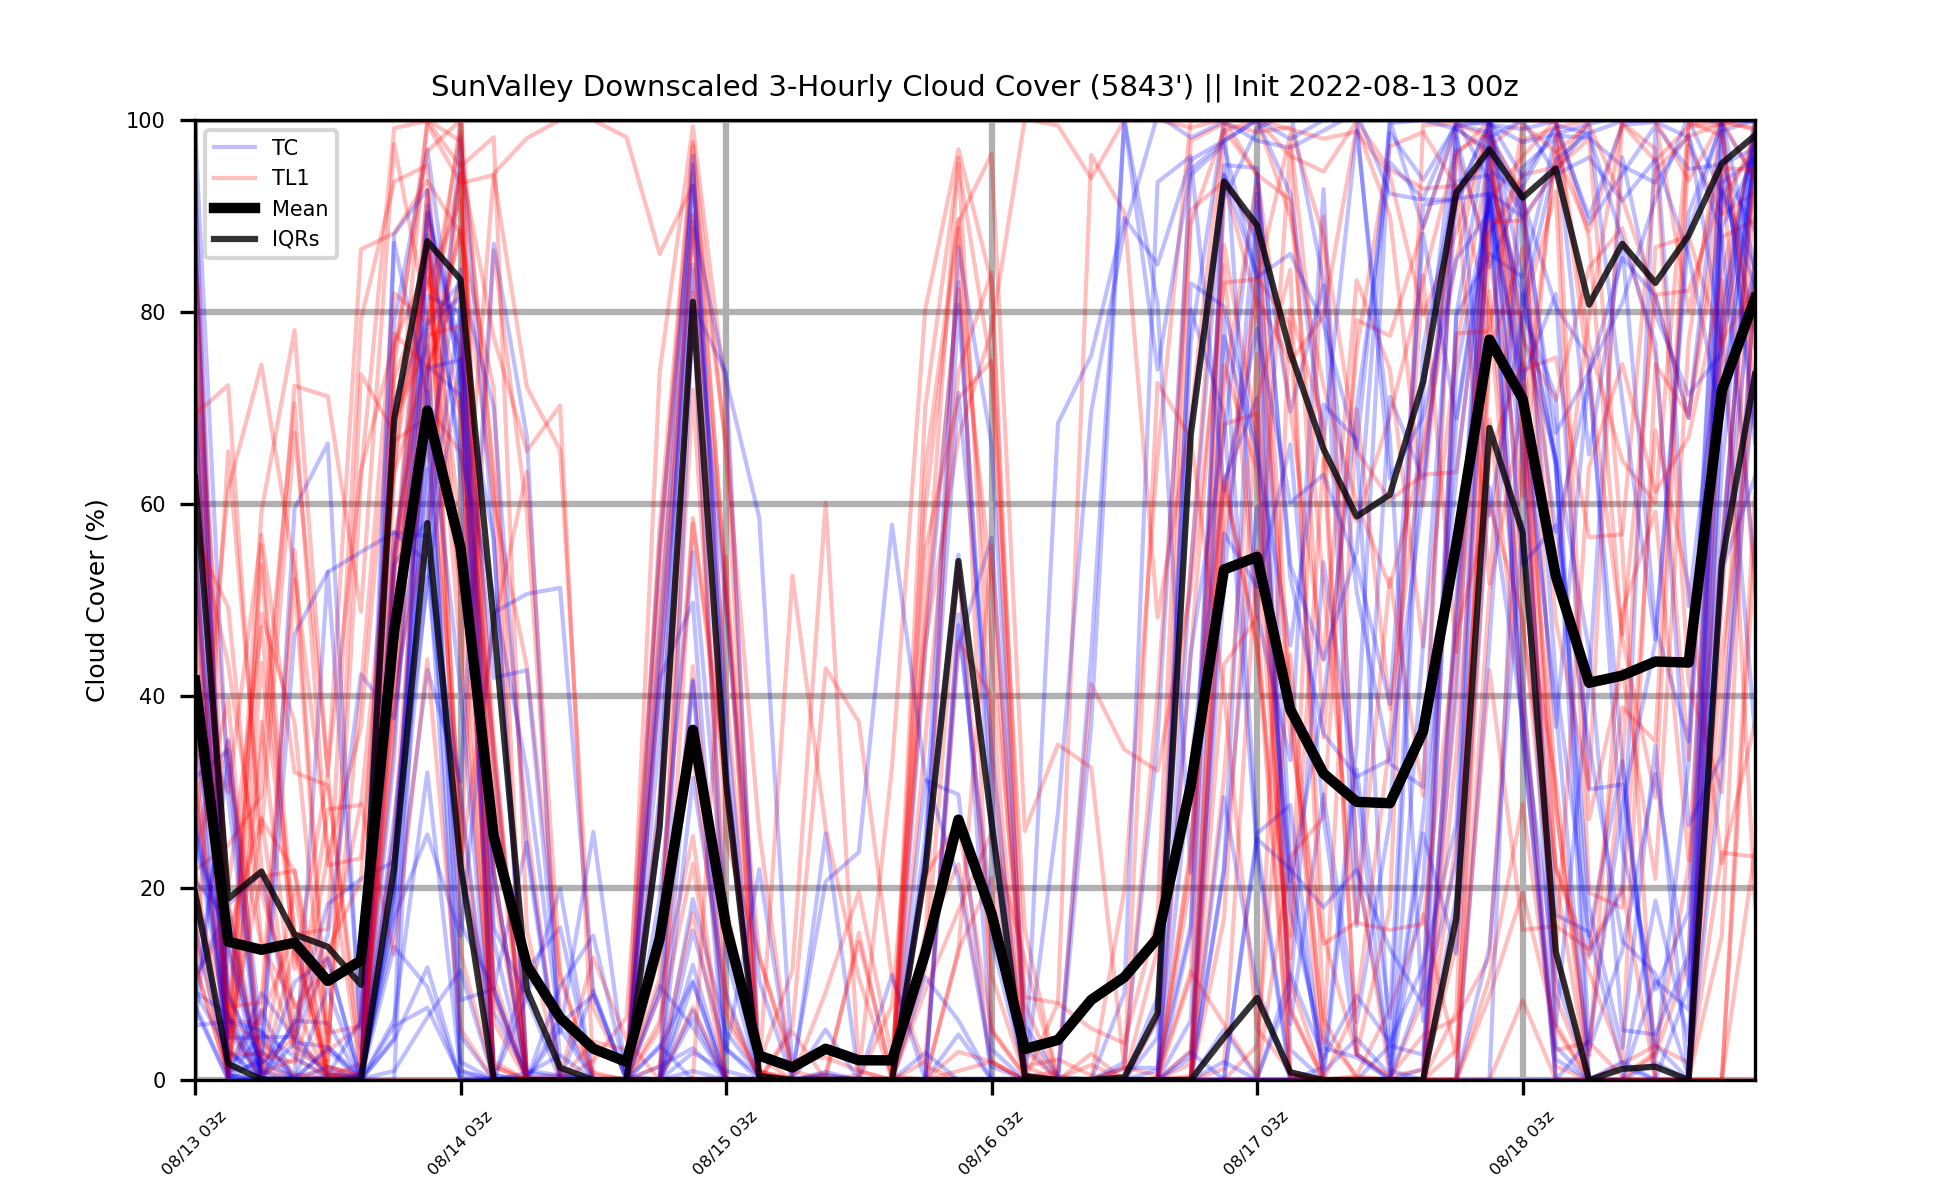 SunValley Downscaled 3-Hourly Cloud Cover (5843') || Init 2022-08-13 00z
100
80
60
40
20
0
Cloud Cover (%)
TC
TL1
Mean
IQRs
08/13 03z
08/14 03z
08/15 03z
08/16 03z
08/17 03z
08/18 03z